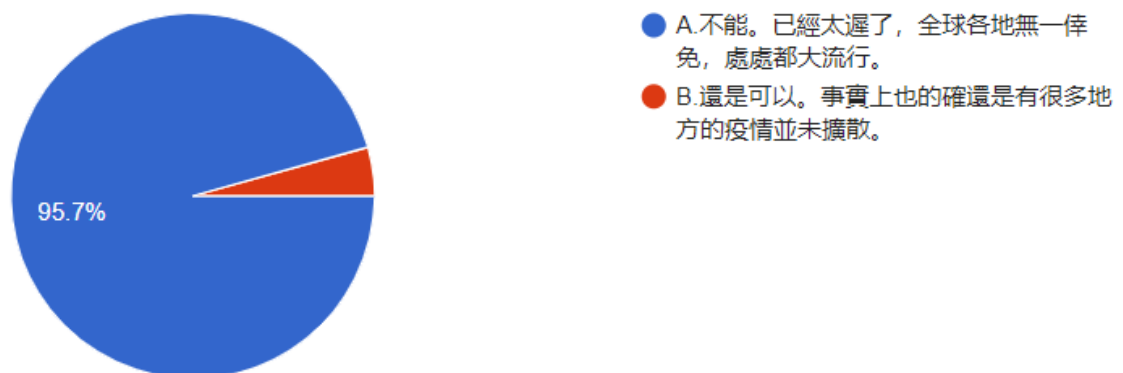 A.不能。已經太遲了，全球各地無一倖
免，處處都大流行。
B.還是可以。事實上也的確還是有很多地
方的疫情並未擴散。
95.7%